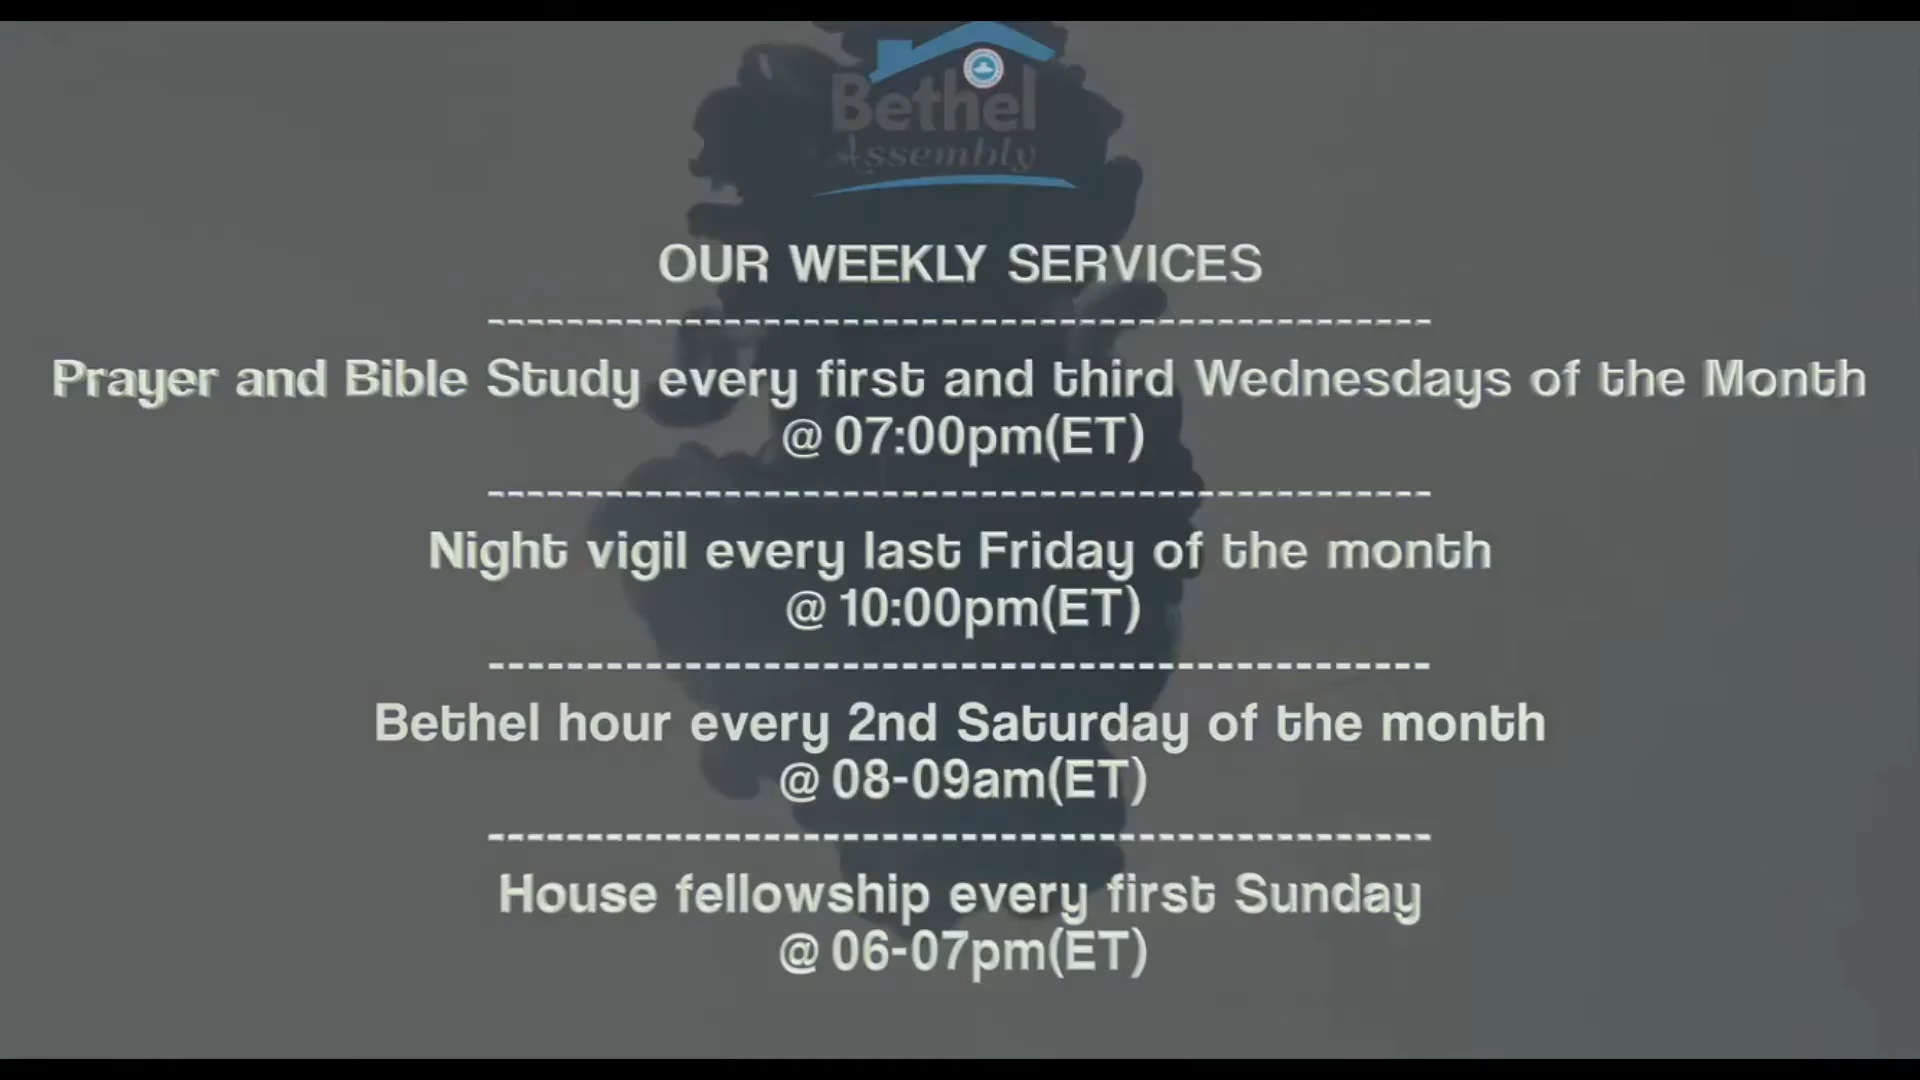 Bethel
Assembly
OUR WEEKLY SERVICES
------------------------------------------------
Prayer and Bible Study every first and third Wednesdays of the Month
@ 07:00pm(ET)
------------------------------------------------
Night vigil every last Friday of the month
@ 10:00pm(ET)
------------------------------------------------
Bethel hour every 2nd Saturday of the month
@ 08-09am(ET)
------------------------------------------------
House fellowship every first Sunday
@ 06-07pm(ET)